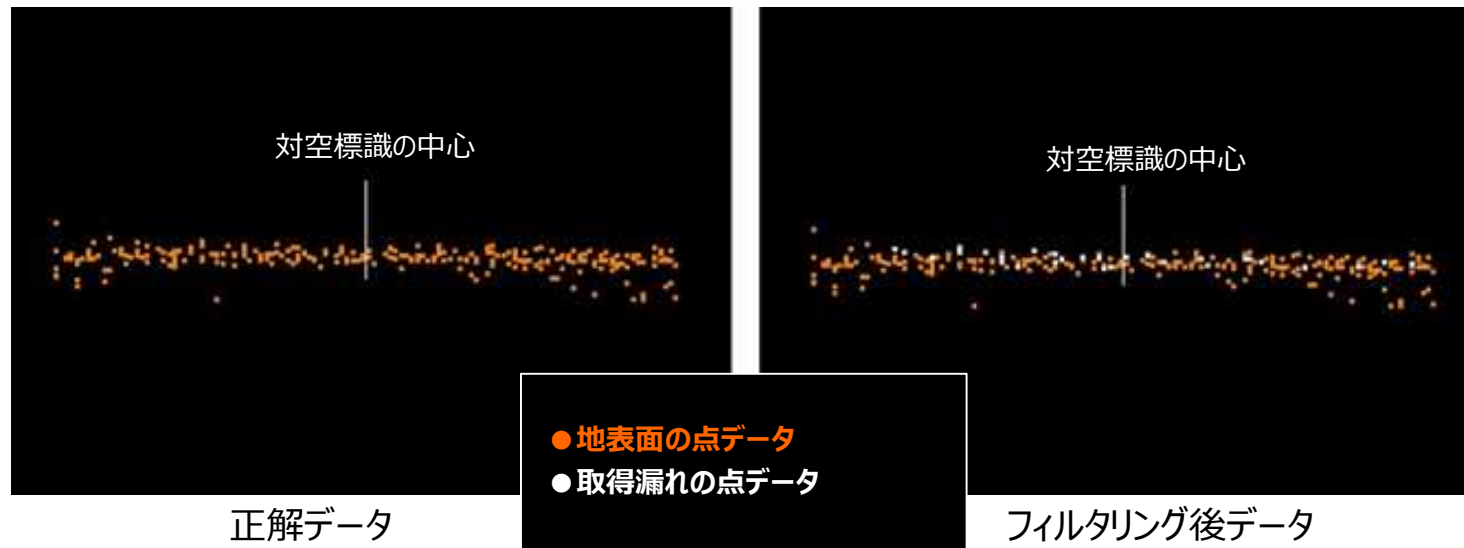 対空標識の中心
対空標識の中心
●地表面の点データ
●取得漏れの点データ
正解データ
フィルタリング後データ